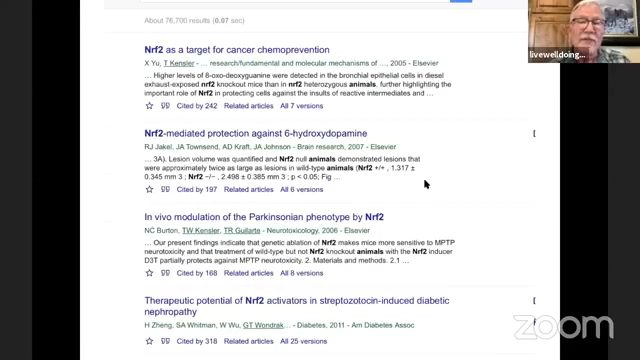 About 76,700 results (0.07 sec)
livewelldoing...
Nrf2 as a target for cancer chemoprevention
X Yu, T Kensler - … research/fundamental and molecular mechanisms of …, 2005 - Elsevier
… Higher levels of 8-oxo-deoxyguanine were detected in the bronchial epithelial cells in diesel
exhaust-exposed nrf2 knockout mice than in nrf2 heterozygous animals, further highlighting the
important role of Nrf2 in protecting cells against the insults of reactive intermediates and …
Cited by 242 Related articles All 7 versions
Nrf2-mediated protection against 6-hydroxydopamine
RJ Jakel, JA Townsend, AD Kraft, JA Johnson - Brain research, 2007 - Elsevier
… 3A). Lesion volume was quantified and Nrf2 null animals demonstrated lesions that
were approximately twice as large as lesions in wild-type animals (Nrf2 +/+ , 1.317 ±
0.345 mm 3 ; Nrf2 −/− , 2.498 ± 0.385 mm 3 ; p < 0.05; Fig …
Cited by 197 Related articles All 6 versions
In vivo modulation of the Parkinsonian phenotype by Nrf2
NC Burton, TW Kensler, TR Guilarte - Neurotoxicology, 2006 - Elsevier
… Our present findings indicate that genetic ablation of Nrf2 makes mice more sensitive to MPTP
neurotoxicity and that treatment of wild-type but not Nrf2 knockout animals with the Nrf2 inducer
D3T partially protects against MPTP neurotoxicity. 2. Materials and methods. 2.1 …
Cited by 168 Related articles All 8 versions
Therapeutic potential of Nrf2 activators in streptozotocin-induced diabetic
nephropathy
H Zheng, SA Whitman, W Wu, GT Wondrak… - Diabetes, 2011 - Am Diabetes Assoc
Cited by 318 Related articles All 25 versions
zoom